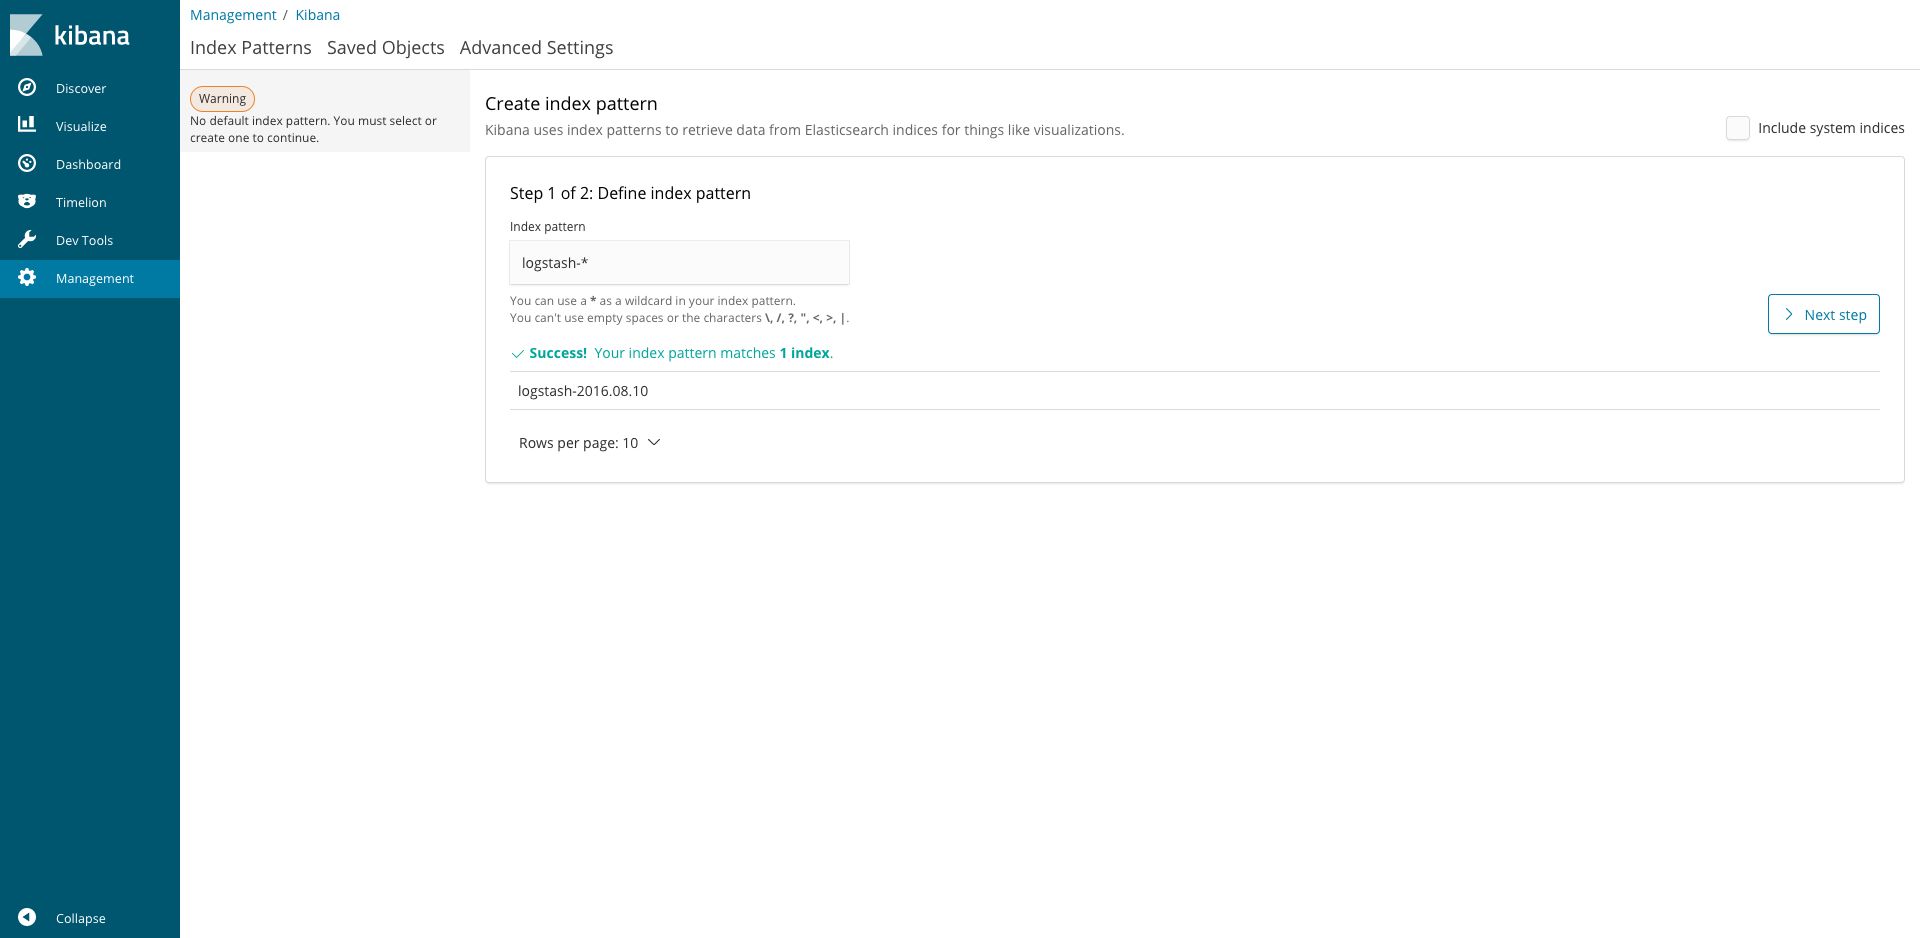 kibana
Discover
Visualize
Dashboard
Timelion
Dev Tools
Management
Collapse
Management / Kibana
Index Patterns Saved Objects Advanced Settings
Warning
No default index pattern. You must select or
create one to continue.
Create index pattern
Kibana uses index patterns to retrieve data from Elasticsearch indices for things like visualizations.
Include system indices
Step 1 of 2: Define index pattern
Index pattern
logstash-*
You can use a * as a wildcard in your index pattern.
You can't use empty spaces or the characters \, /, ?, ", <, >, |.
Next step
Success! Your index pattern matches 1 index.
logstash-2016.08.10
Rows per page: 10